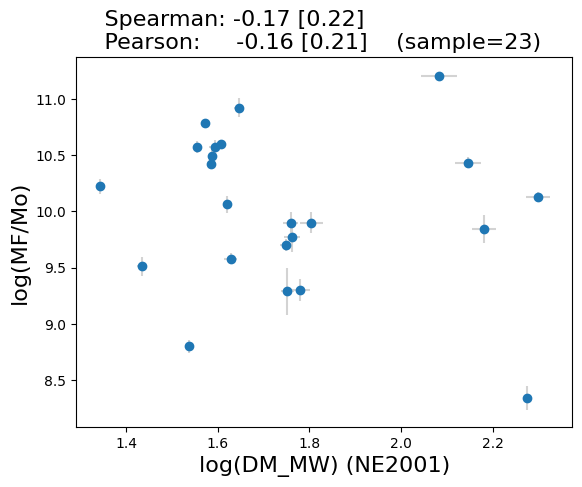 Spearman: -0.17 [0.22]
Pearson: -0.16 [0.21] (sample=23)
11.0
10.5
10.0
9.5
9.0
8.5
log(MF/Mo)
1.4 1.6 1.8 2.0 2.2
log(DM_MW) (NE2001)